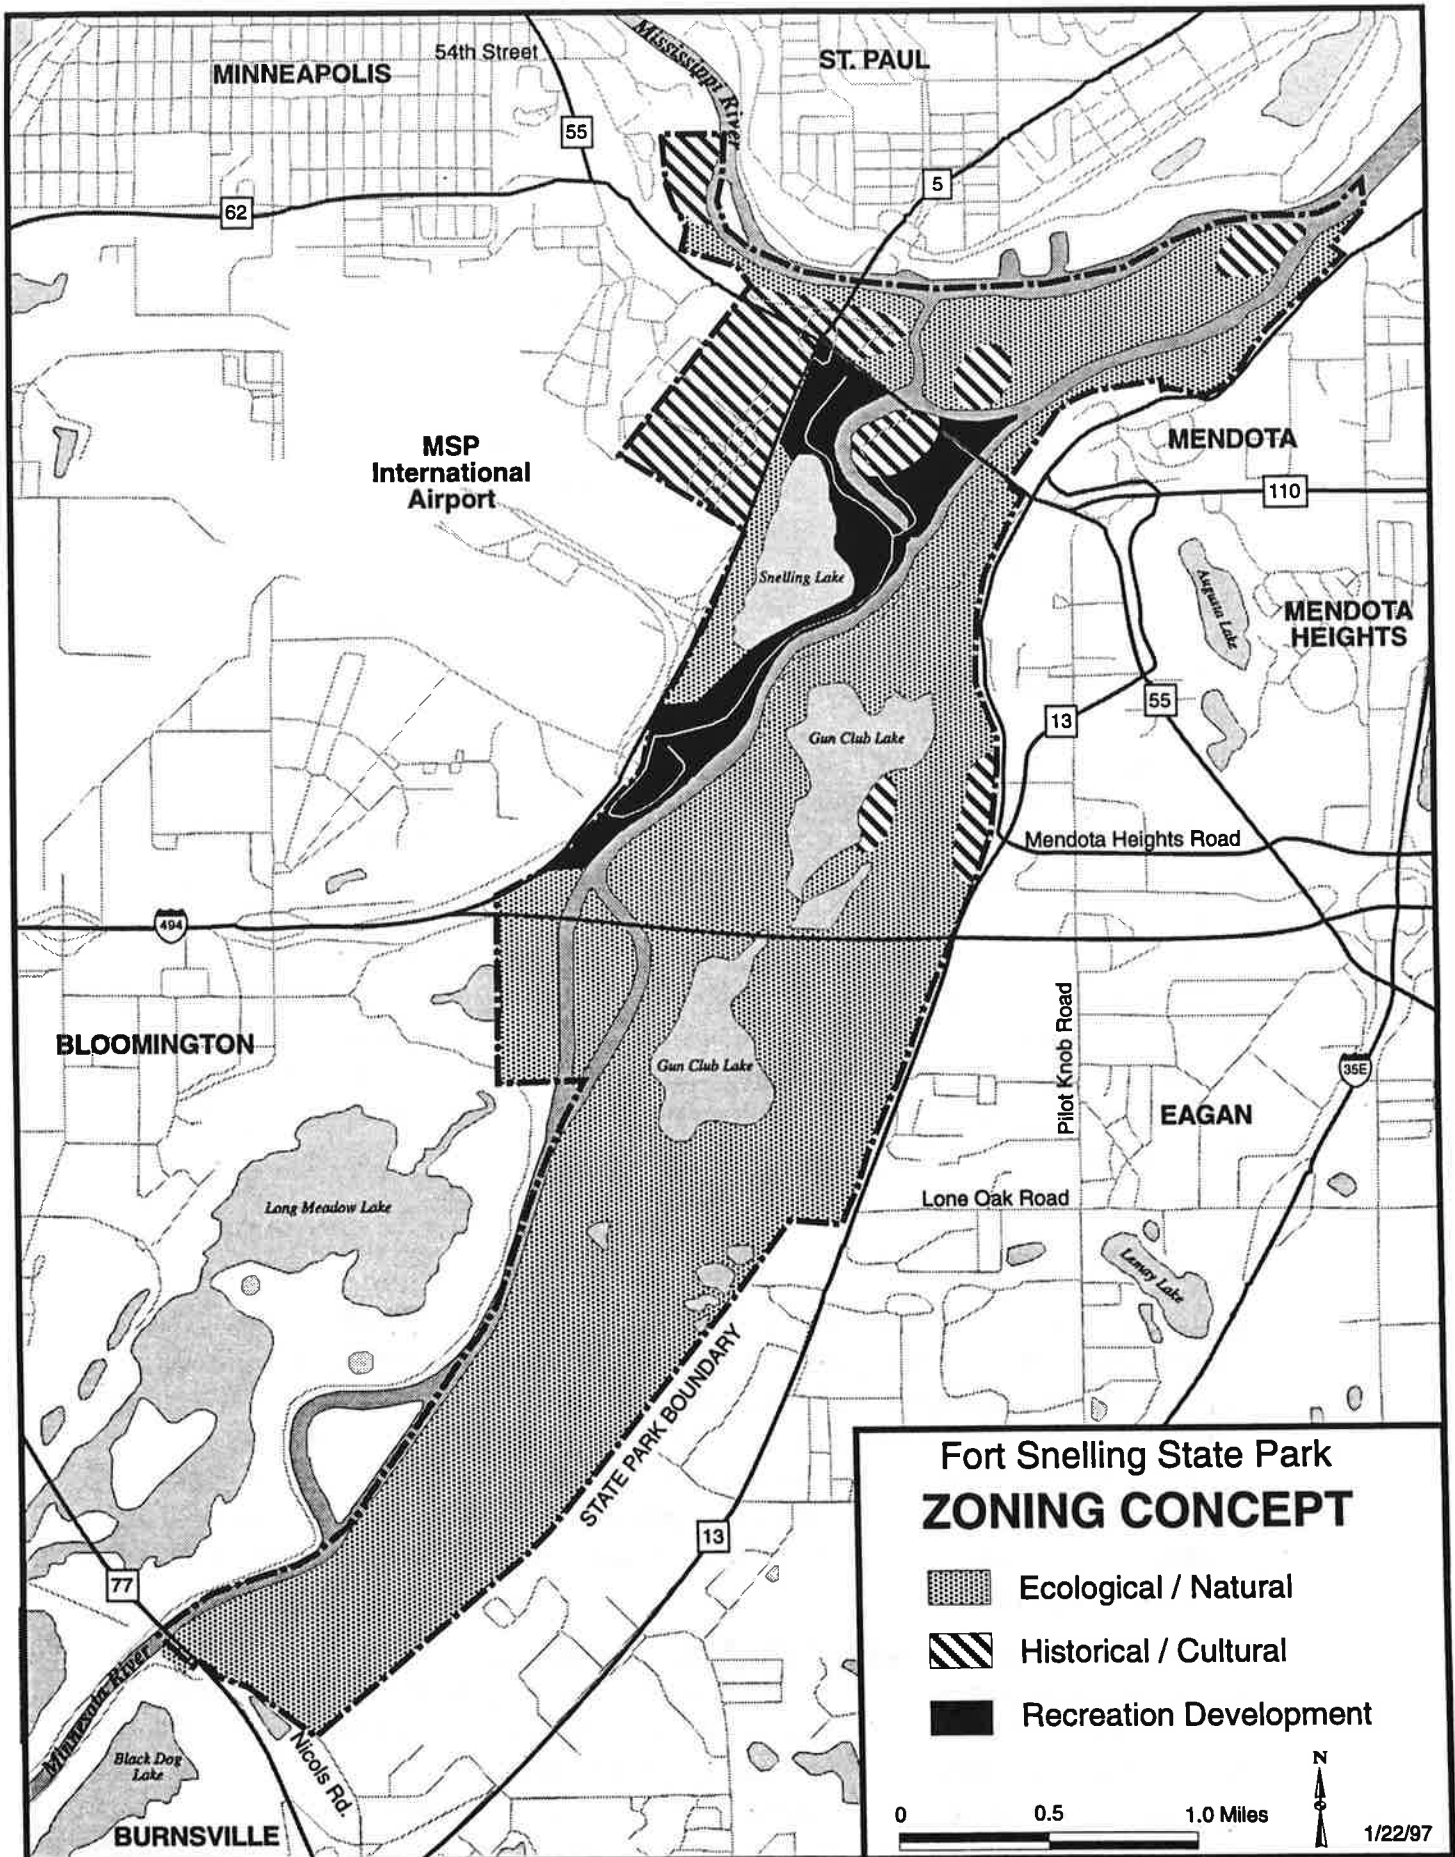 54th Street
Mississippi River
ST. PAUL
MINNEAPOLIS
55
5
62
MSP
International
Airport
MENDOTA
110
Snelling Lake
Augusta Lake
MENDOTA
HEIGHTS
55
13
Gun Club Lake
Mendota Heights Road
494
BLOOMINGTON
Gun Club Lake
Pilot Knob Road
35E
EAGAN
Long Meadow Lake
Lone Oak Road
Lemay Lake
STATE PARK BOUNDARY
13
77
Minnesota River
Nicols Rd.
Black Dog
Lake
BURNSVILLE
Fort Snelling State Park
ZONING CONCEPT
Ecological / Natural
Historical / Cultural
Recreation Development
N
0 0.5 1.0 Miles
1/22/97